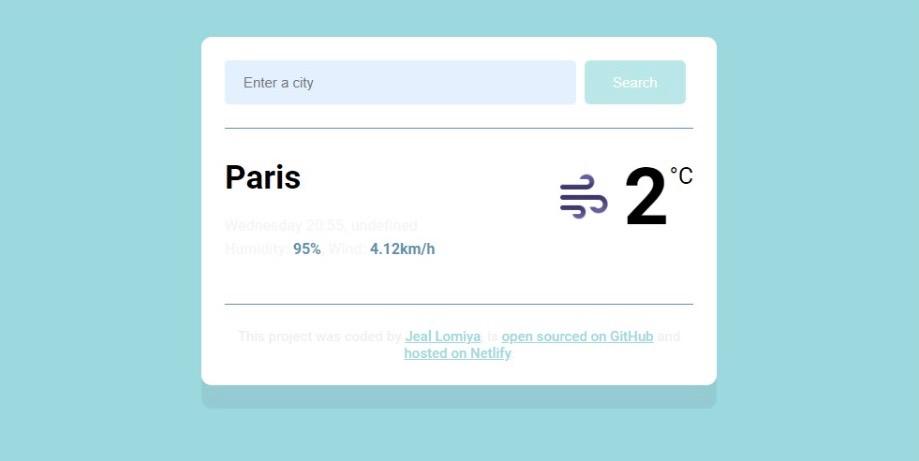 Enter a city
Search
Paris
2°C
Wednesday 20:55, undefined
Humidity: 95%, Wind: 4.12km/h
This project was coded by Jeal Lomiya, is open sourced on GitHub and
hosted on Netlify